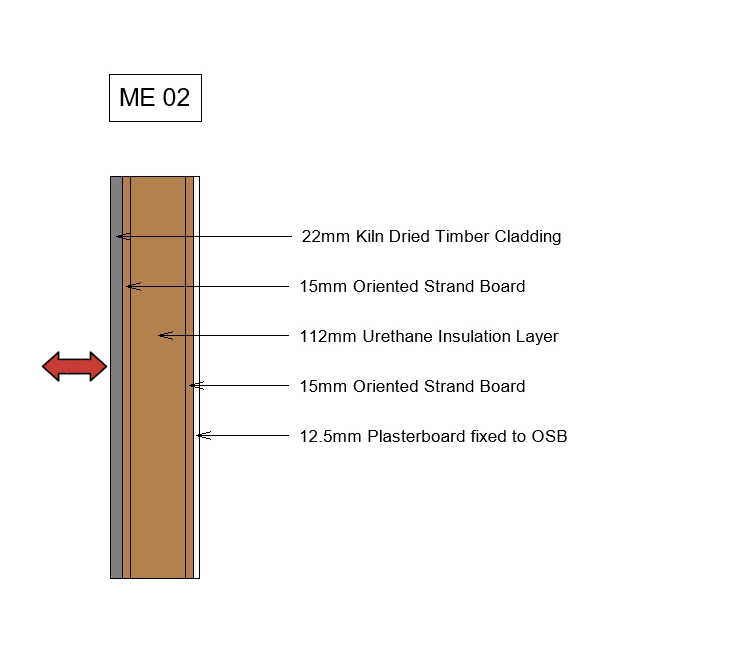 ME 02
22mm Kiln Dried Timber Cladding
15mm Oriented Strand Board
112mm Urethane Insulation Layer
15mm Oriented Strand Board
12.5mm Plasterboard fixed to OSB